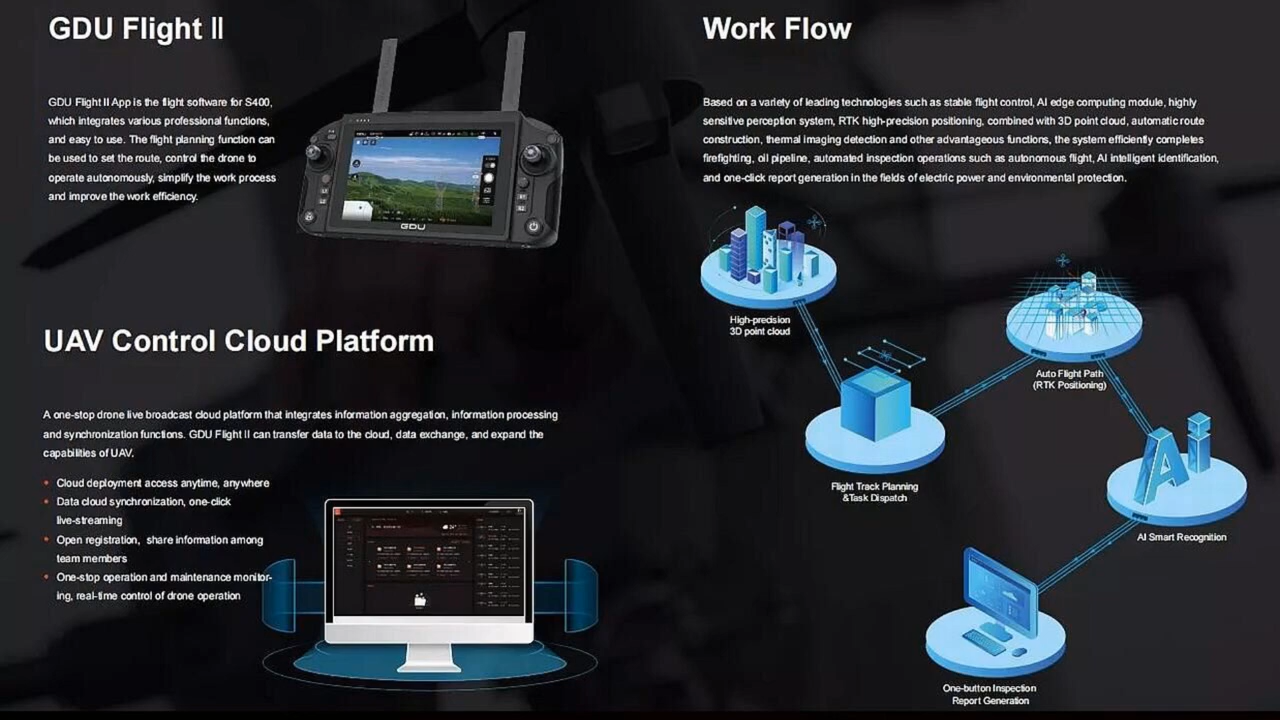 GDU Flight II
GDU Flight II App is the flight software for S400,
which integrates various professional functions,
and easy to use. The flight planning function can
be used to set the route, control the drone to
operate autonomously, simplify the work process
and improve the work efficiency.
GDU
UAV Control Cloud Platform
A one-stop drone live broadcast cloud platform that integrates information aggregation, information processing
and synchronization functions. GDU Flight II can transfer data to the cloud, data exchange, and expand the
capabilities of UAV.
• Cloud deployment access anytime, anywhere
• Data cloud synchronization, one-click
live-streaming
• Open registration, share information among
team members
• One-stop operation and maintenance monitor-
ing, real-time control of drone operation
Work Flow
Based on a variety of leading technologies such as stable flight control, AI edge computing module, highly
sensitive perception system, RTK high-precision positioning, combined with 3D point cloud, automatic route
construction, thermal imaging detection and other advantageous functions, the system efficiently completes
firefighting, oil pipeline, automated inspection operations such as autonomous flight, AI intelligent identification,
and one-click report generation in the fields of electric power and environmental protection.
High-precision
3D point cloud
Flight Track Planning
&Task Dispatch
Auto Flight Path
(RTK Positioning)
Ai
AI Smart Recognition
One-button Inspection
Report Generation